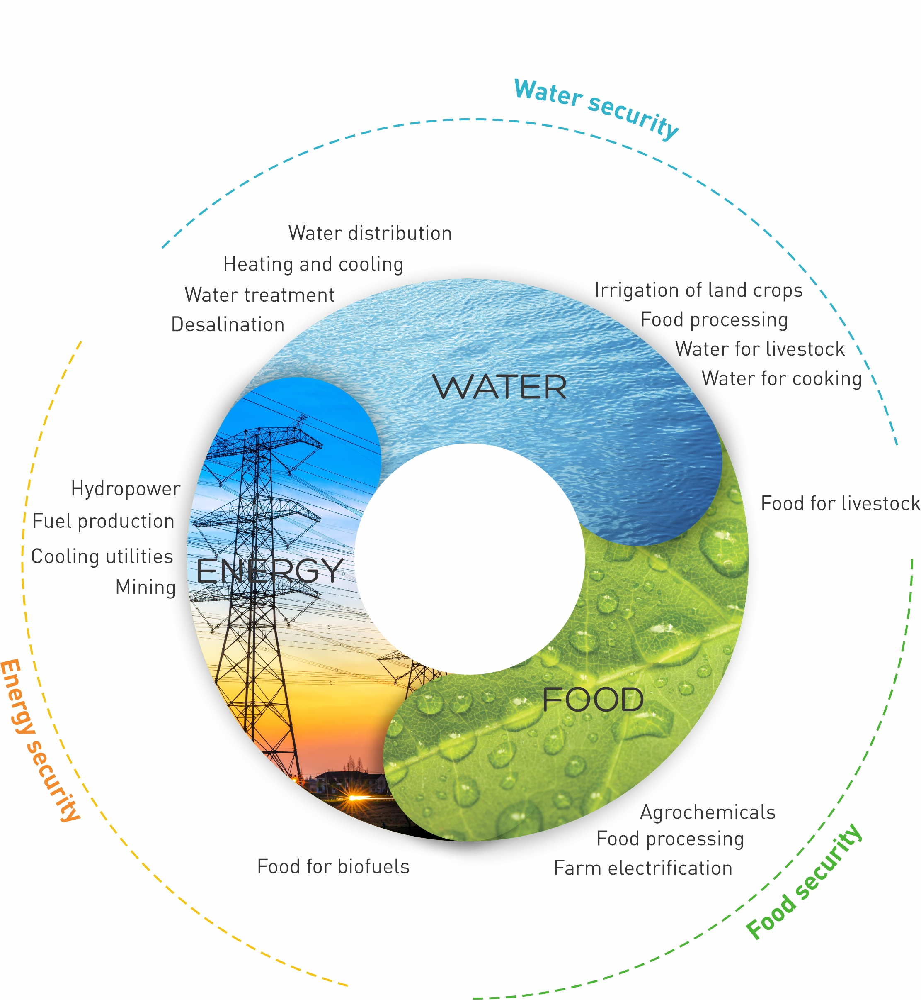 Water security
Water distribution
Heating and cooling
Water treatment
Desalination
Irrigation of land crops
Food processing
Water for livestock
Water for cooking
WATER
Hydropower
Fuel production
Cooling utilities
Mining
ENERGY
Food for livestock
FOOD
Energy security
Agrochemicals
Food processing
Farm electrification
Food for biofuels
Food security